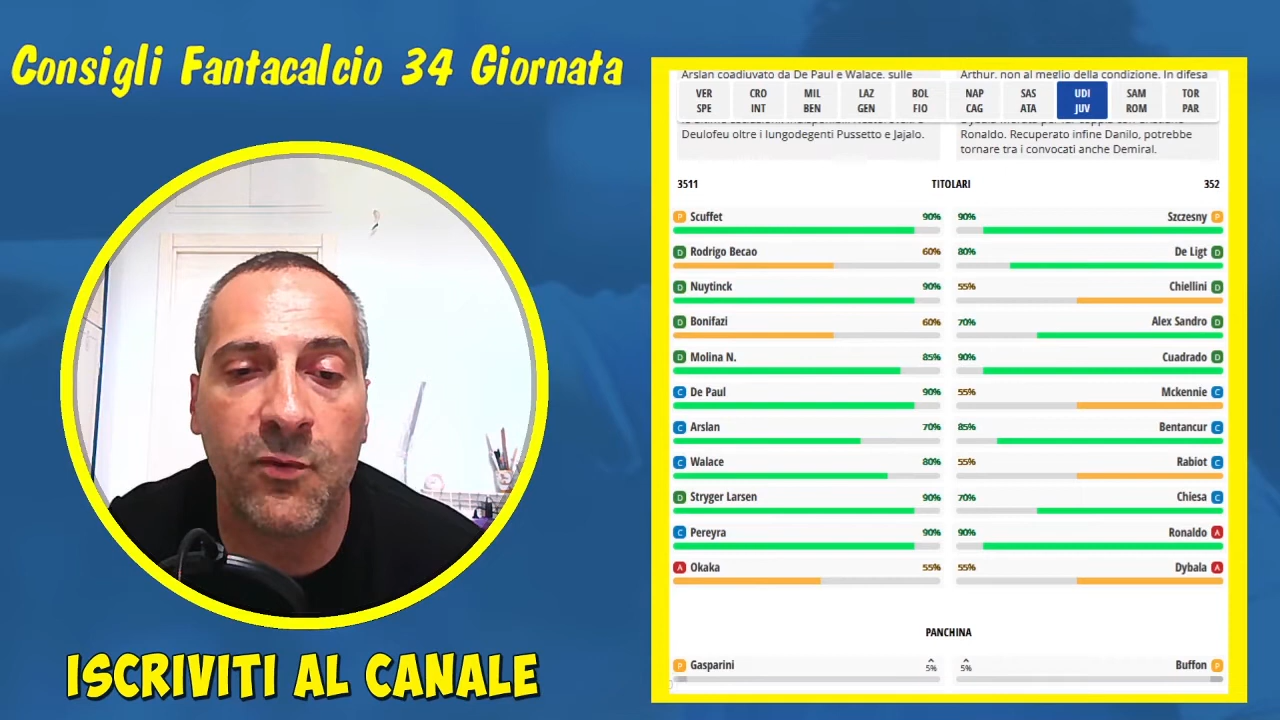 Consigli Fantacalcio 34 Giornata
ISCRIVITI AL CANALE
Arslan coadiuvato da De Paul e Walace, sulle
Arthur, non al meglio della condizione. In difesa
VER SPE
CRO INT
MIL BEN
LAZ GEN
BOL FIO
NAP CAG
SAS ATA
UDI JUV
SAM ROM
TOR PAR
Deulofeu oltre i lungodegenti Pussetto e Jajalo.
Ronaldo. Recuperato infine Danilo, potrebbe
tornare tra i convocati anche Demiral.
3511 TITOLARI 352
P Scuffet 90% 90% Szczesny P
D Rodrigo Becao 60% 80% De Ligt D
D Nuytinck 90% 55% Chiellini D
D Bonifazi 60% 70% Alex Sandro D
D Molina N. 85% 90% Cuadrado D
C De Paul 90% 55% Mckennie C
C Arslan 70% 85% Bentancur C
C Walace 80% 55% Rabiot C
D Stryger Larsen 90% 70% Chiesa C
C Pereyra 90% 90% Ronaldo A
A Okaka 55% 55% Dybala A
PANCHINA
P Gasparini 5% 5% Buffon P